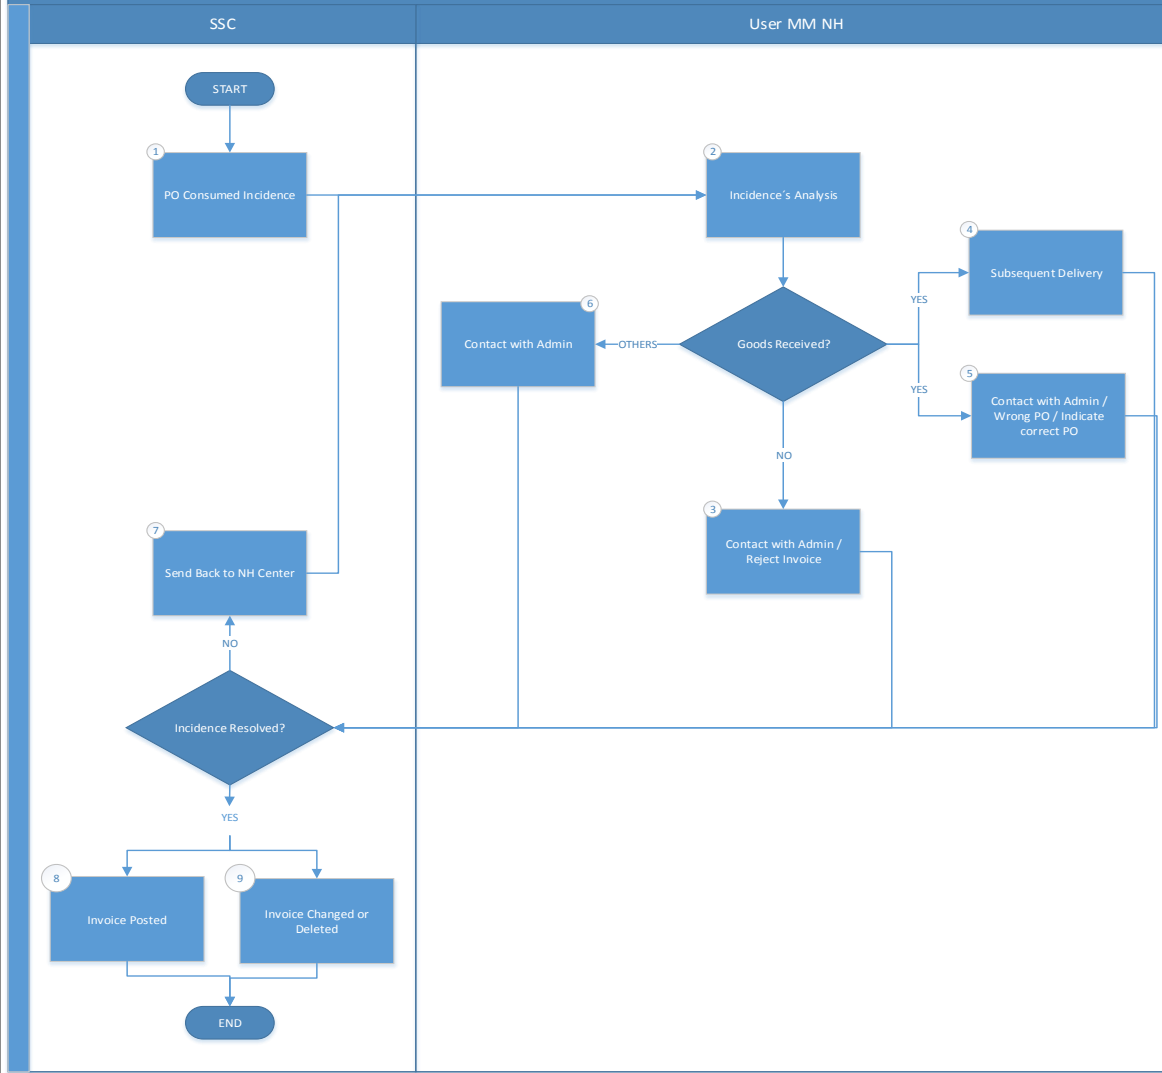 SSC
User MM NH
START
1
PO Consumed Incidence
2
Incidence´s Analysis
4
Subsequent Delivery
YES
6
Contact with Admin
OTHERS
Goods Received?
YES
5
Contact with Admin /
Wrong PO / Indicate
correct PO
NO
3
Contact with Admin /
Reject Invoice
7
Send Back to NH Center
NO
Incidence Resolved?
YES
8
Invoice Posted
9
Invoice Changed or
Deleted
END